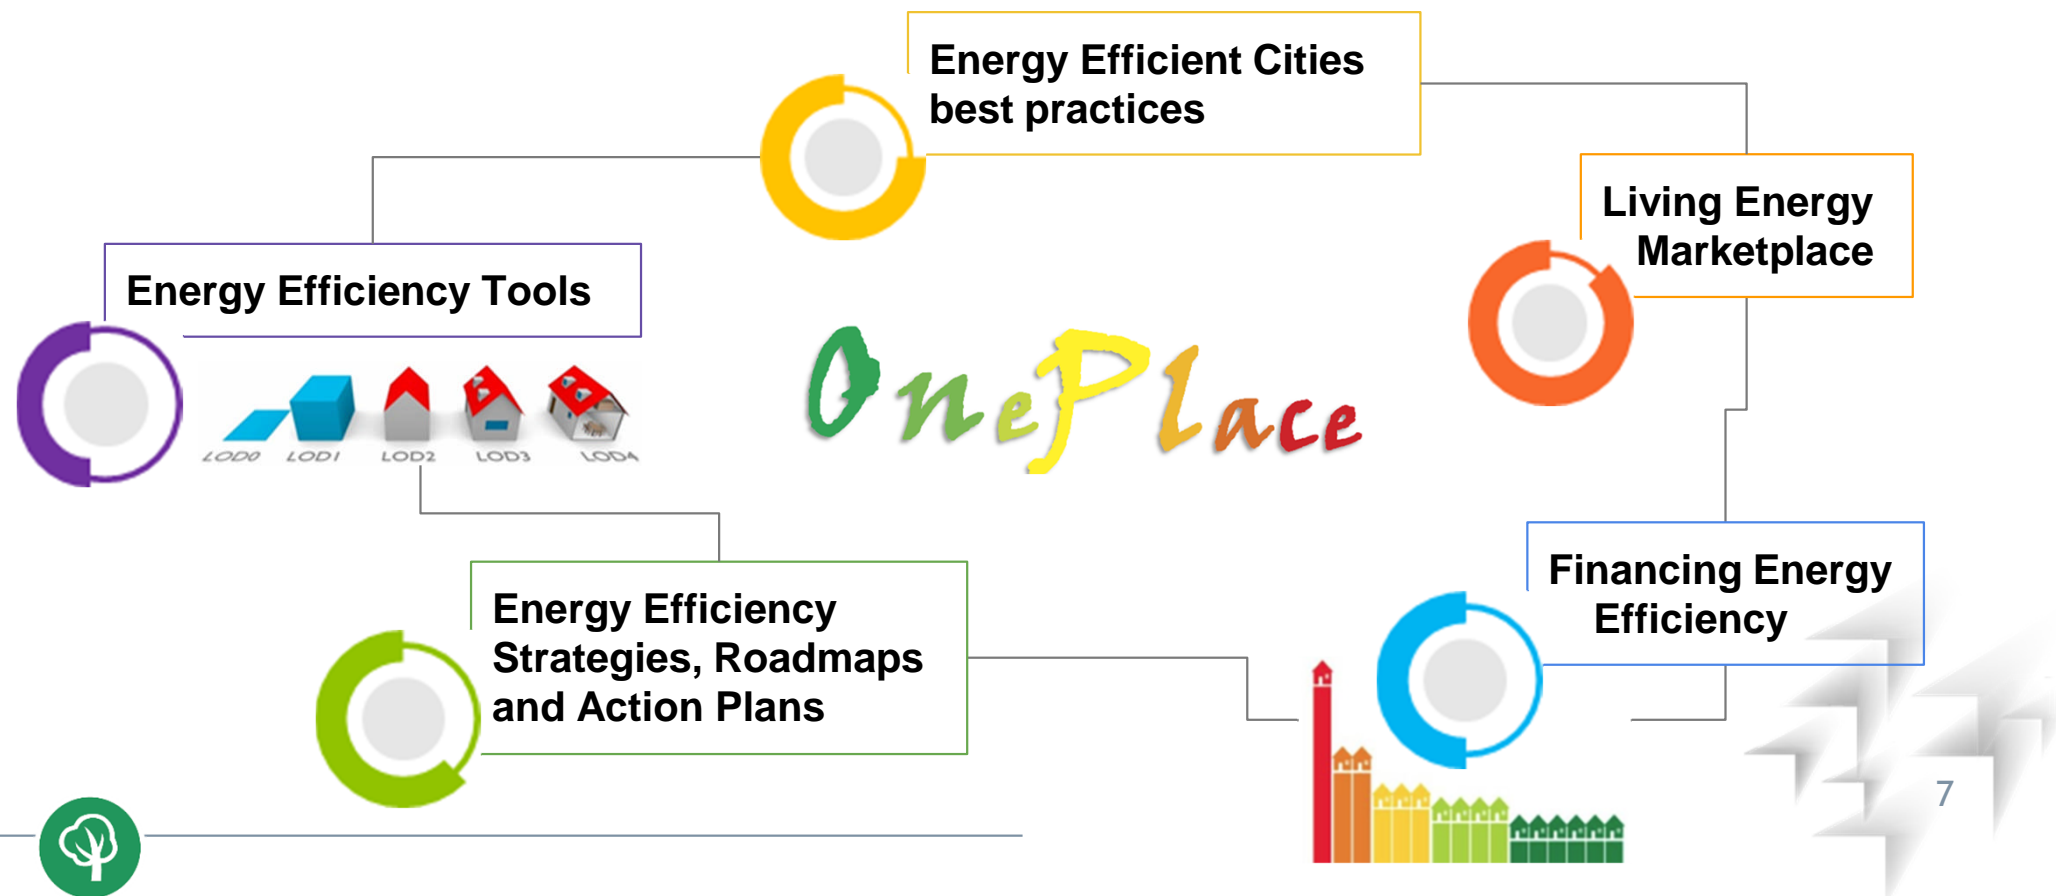 Energy Efficient Cities
best practices
Living Energy
Marketplace
Energy Efficiency Tools
LOD0 LOD1 LOD2 LOD3 LOD4
OnePlace
Financing Energy
Efficiency
Energy Efficiency
Strategies, Roadmaps
and Action Plans
7